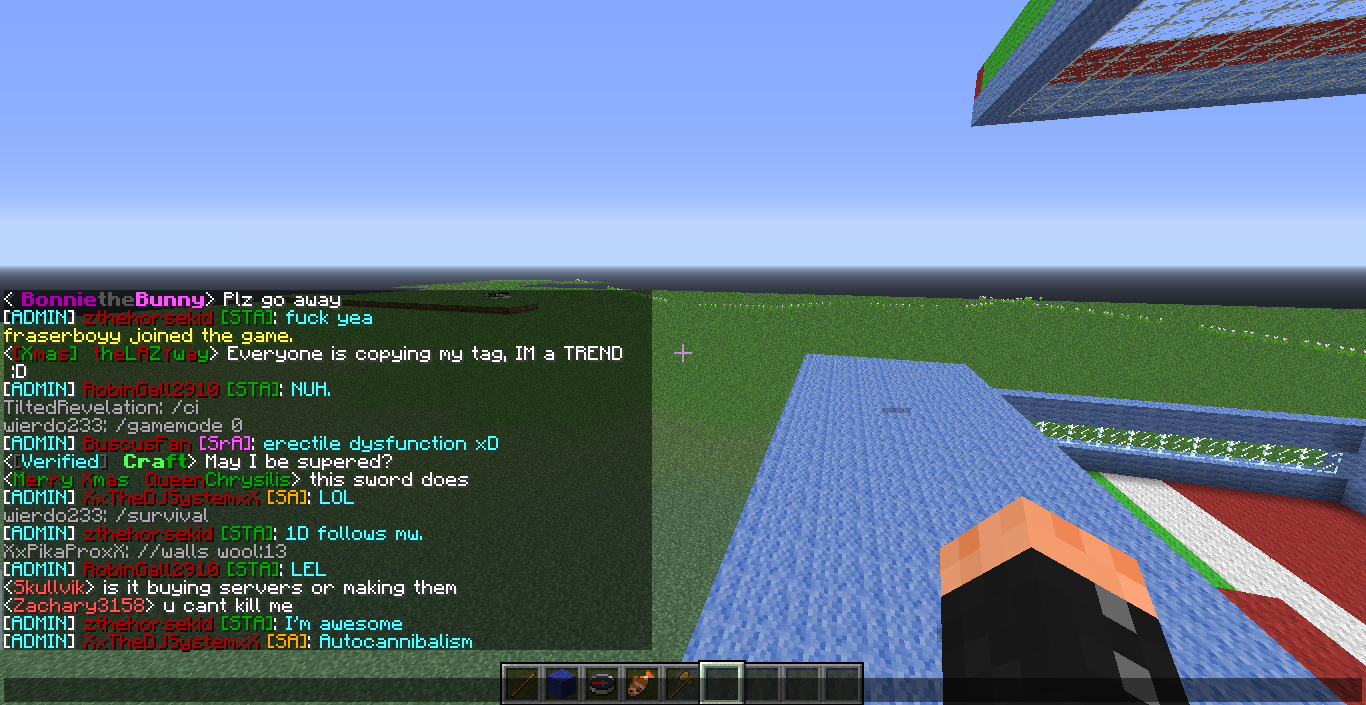 < BonnietheBunny> Plz go away
[ADMIN] zthehorsekid [STA]: fuck yea
fraserboyy joined the game.
<[Xmas] theLAZYway> Everyone is copying my tag, IM a TREND
:D
[ADMIN] RobinGall2910 [STA]: NUH.
TiltedRevelation: /ci
wierdo233: /gamemode 0
[ADMIN] BuscusFan [SrA]: erectile dysfunction xD
<[Verified] Craft> May I be supered?
<Merry Xmas QueenChrysilis> this sword does
[ADMIN] XxTheDJSystemxX [SA]: LOL
wierdo233: /survival
[ADMIN] zthehorsekid [STA]: 1D follows mw.
XxPikaProxX: //walls wool:13
[ADMIN] RobinGall2910 [STA]: LEL
<Skullvik> is it buying servers or making them
<Zachary3158> u cant kill me
[ADMIN] zthehorsekid [STA]: I'm awesome
[ADMIN] XxTheDJSystemxX [SA]: Autocannibalism